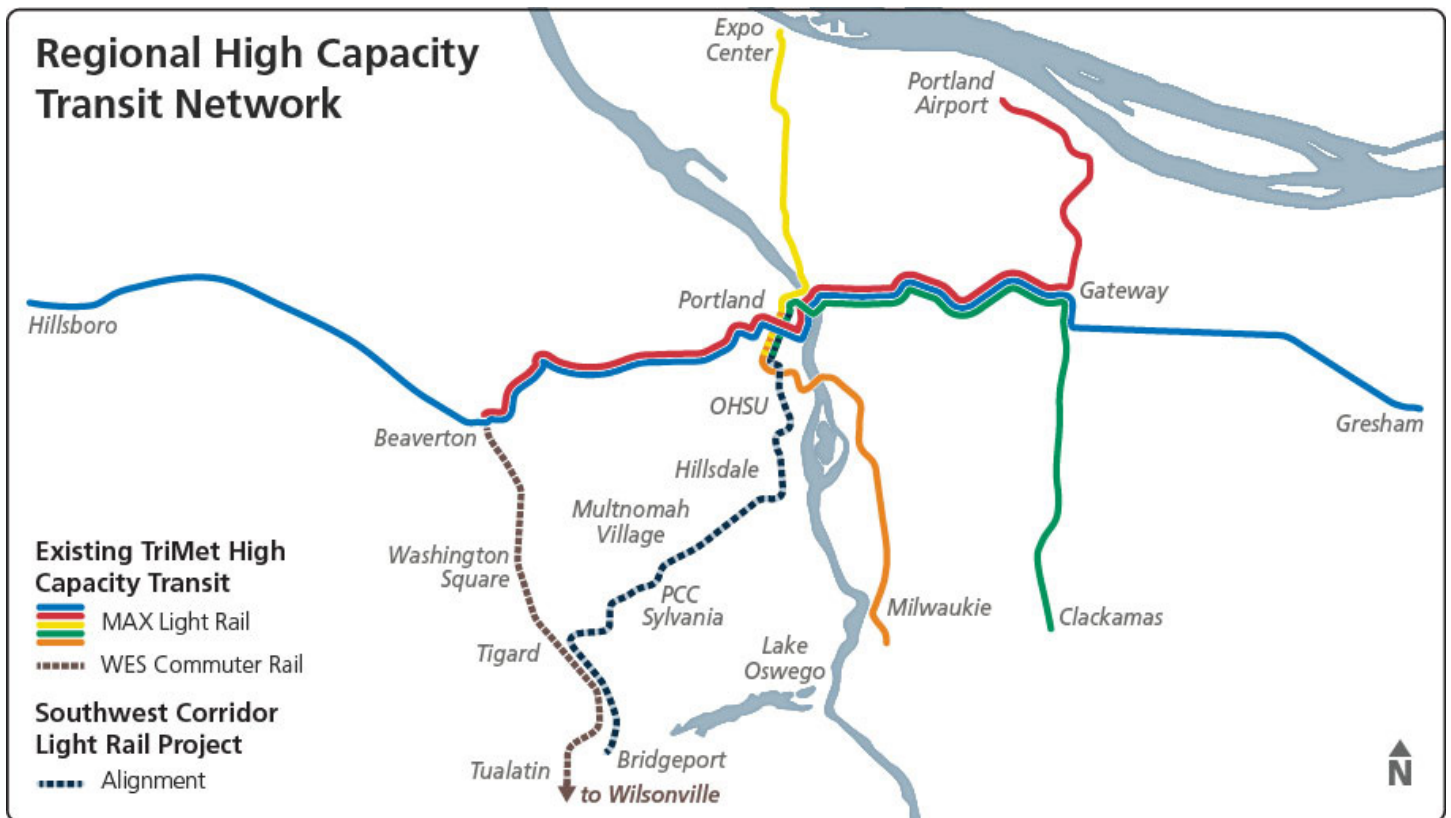 Regional High Capacity
Transit Network
Expo
Center
Portland
Airport
Portland
Gateway
Hillsboro
OHSU
Beaverton
Gresham
Hillsdale
Multnomah
Village
Washington
Square
PCC
Sylvania
Milwaukie
Clackamas
Tigard
Lake
Oswego
Bridgeport
Tualatin
to Wilsonville
Existing TriMet High
Capacity Transit
MAX Light Rail
WES Commuter Rail
Southwest Corridor
Light Rail Project
Alignment
N